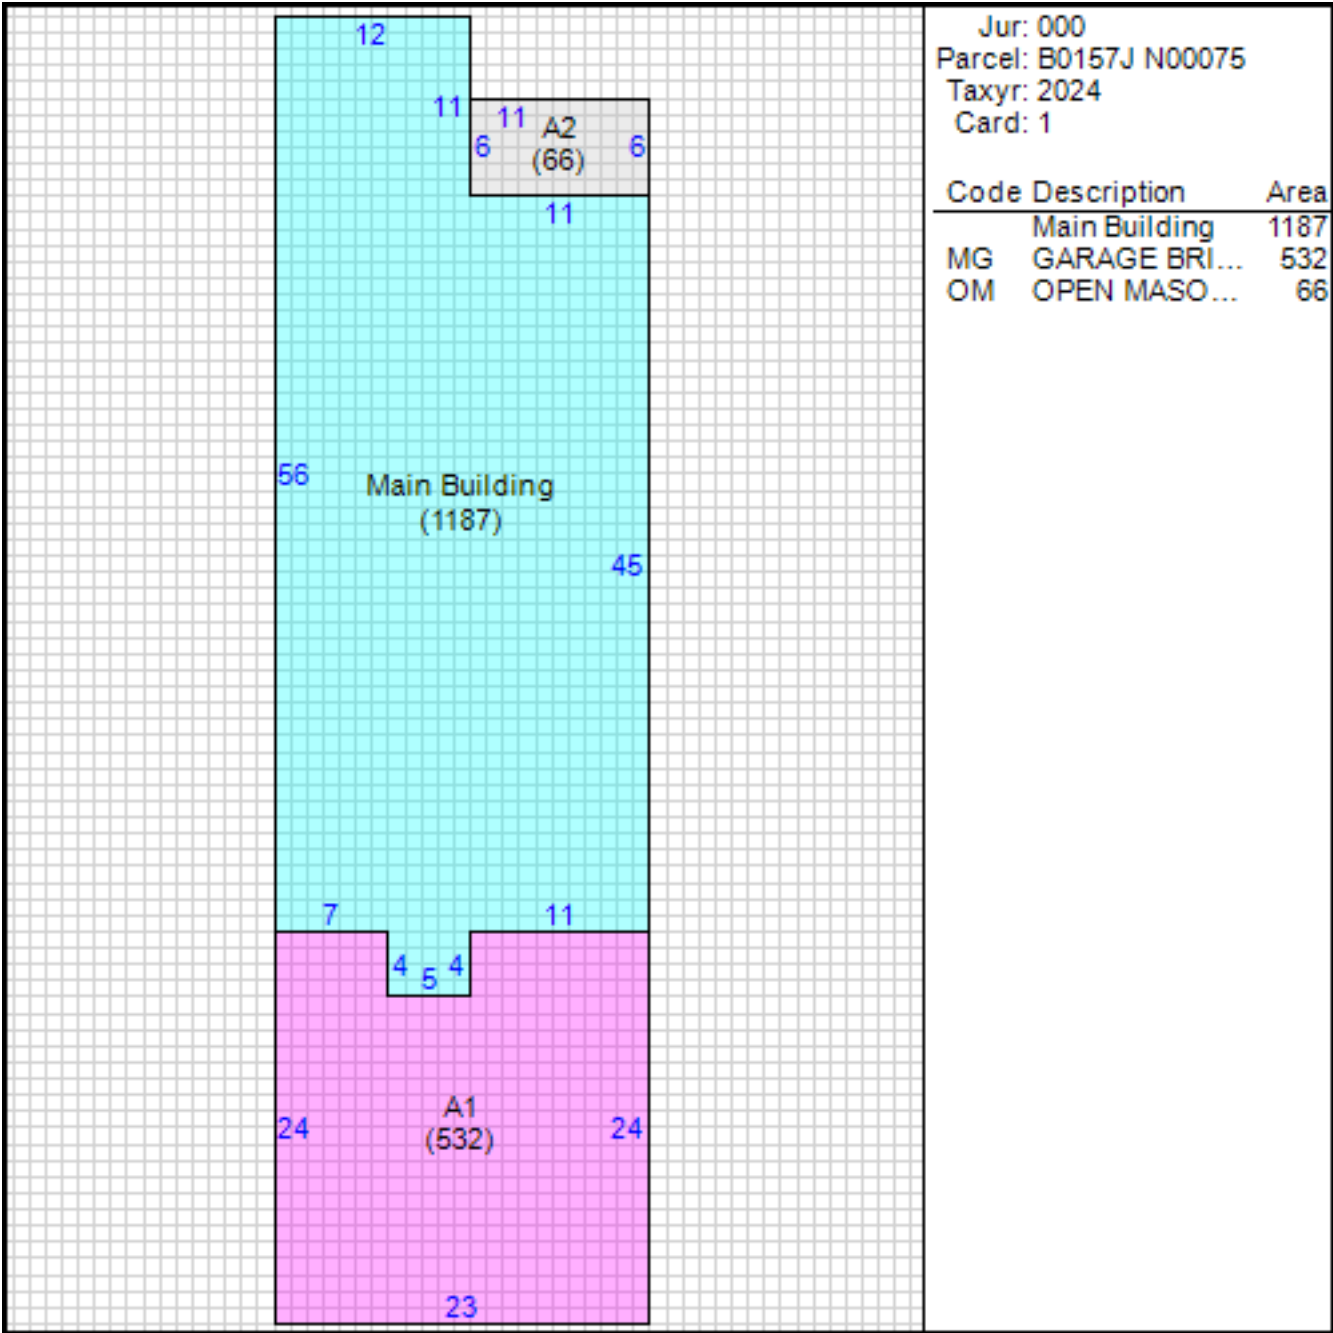 12
11
11
A2
6
(66)
6
11
56
Main Building
(1187)
45
7
11
4
5
4
A1
(532)
24
24
23
Jur: 000
Parcel: B0157J N00075
Taxyr: 2024
Card: 1
Code Description Area
Main Building 1187
MG GARAGE BRI... 532
OM OPEN MASO... 66